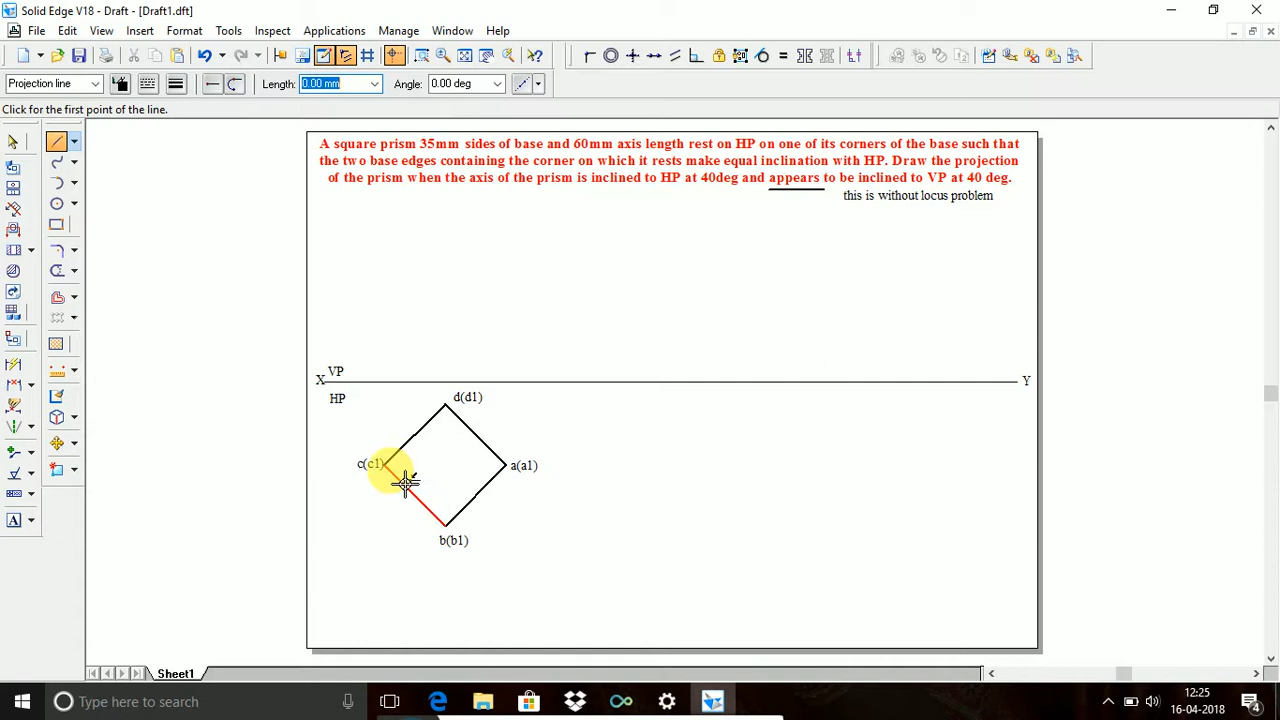 Solid Edge V18 - Draft - [Draft1.dft]
File Edit View Insert Format Tools Inspect Applications Manage Window Help
Projection line Length: 0.00 mm Angle: 0.00 deg
Click for the first point of the line.
A square prism 35mm sides of base and 60mm axis length rest on HP on one of its corners of the base such that
the two base edges containing the corner on which it rests make equal inclination with HP. Draw the projection
of the prism when the axis of the prism is inclined to HP at 40deg and appears to be inclined to VP at 40 deg.
this is without locus problem
VP
X Y
HP
d(d1)
c(c1) a(a1)
b(b1)
A
Sheet1
Type here to search
12:25
16-04-2018
4